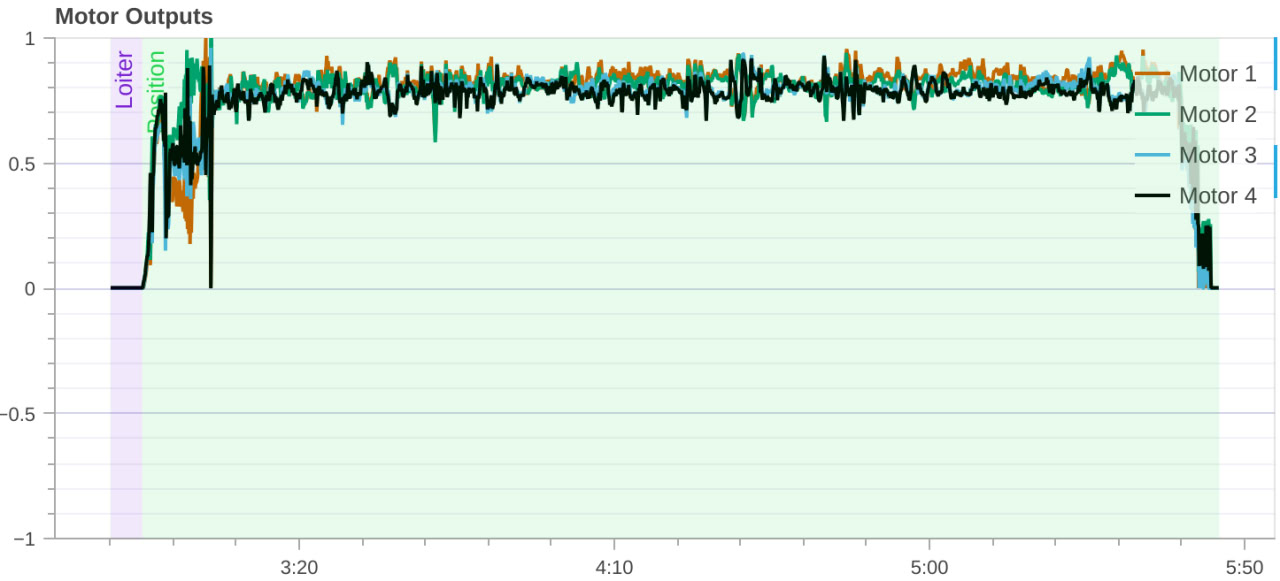 Motor Outputs
1
0.5
0
−0.5
−1
Loiter
Position
Motor 1
Motor 2
Motor 3
Motor 4
3:20
4:10
5:00
5:50